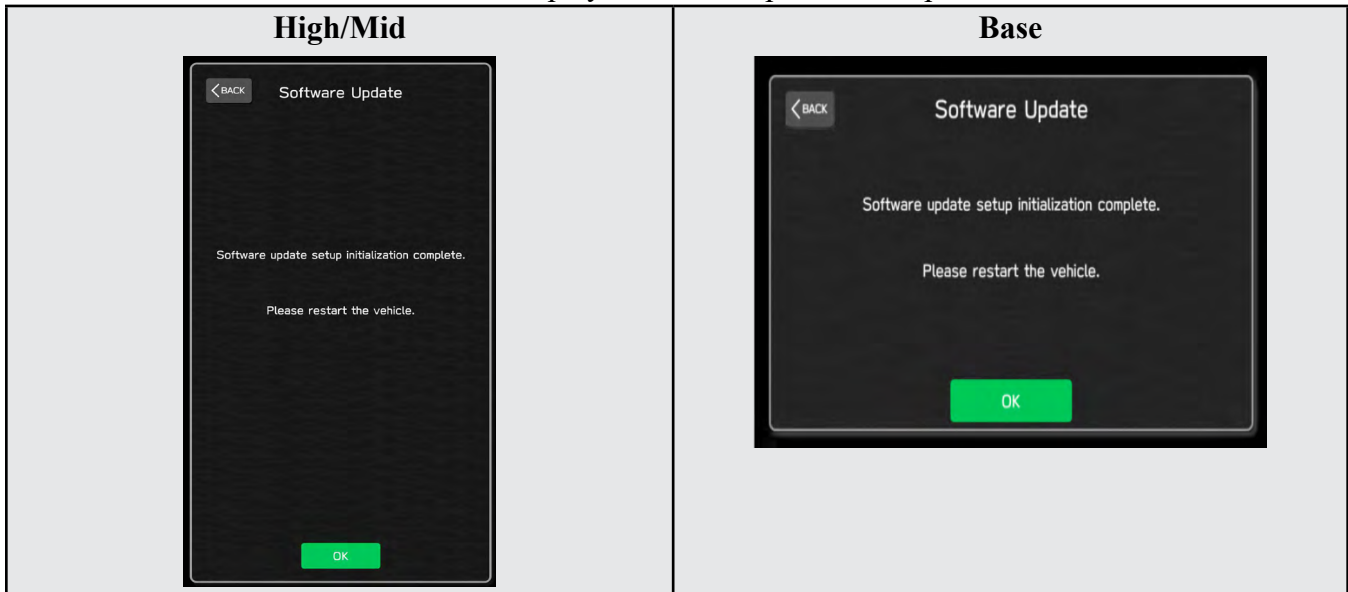 High/Mid
Base
BACK
Software Update
Software update setup initialization complete.
Please restart the vehicle.
OK
BACK
Software Update
Software update setup initialization complete.
Please restart the vehicle.
OK